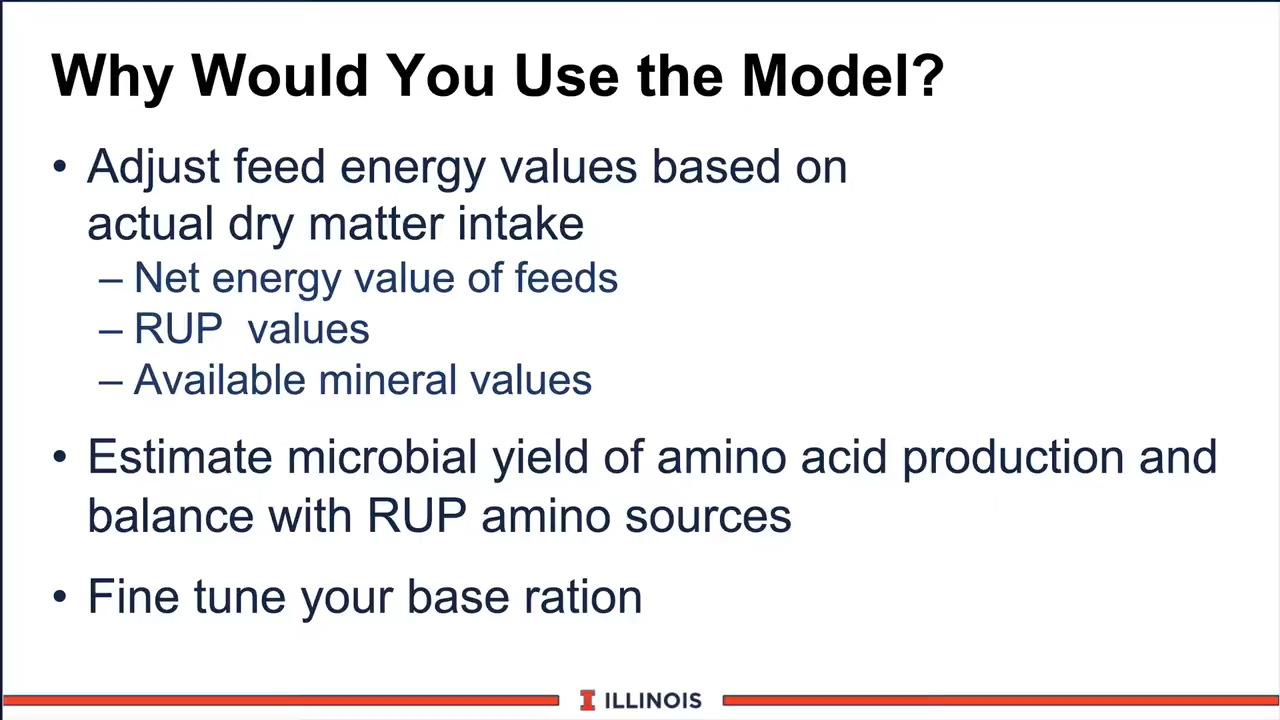 Why Would You Use the Model?
• Adjust feed energy values based on
actual dry matter intake
– Net energy value of feeds
– RUP  values
– Available mineral values
• Estimate microbial yield of amino acid production and
balance with RUP amino sources
• Fine tune your base ration
I ILLINOIS